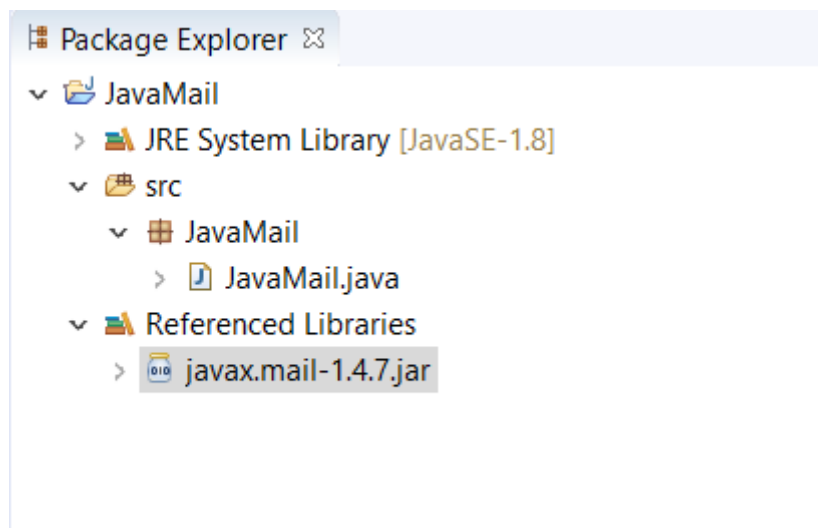 Package Explorer
JavaMail
JRE System Library [JavaSE-1.8]
src
JavaMail
JavaMail.java
Referenced Libraries
javax.mail-1.4.7.jar